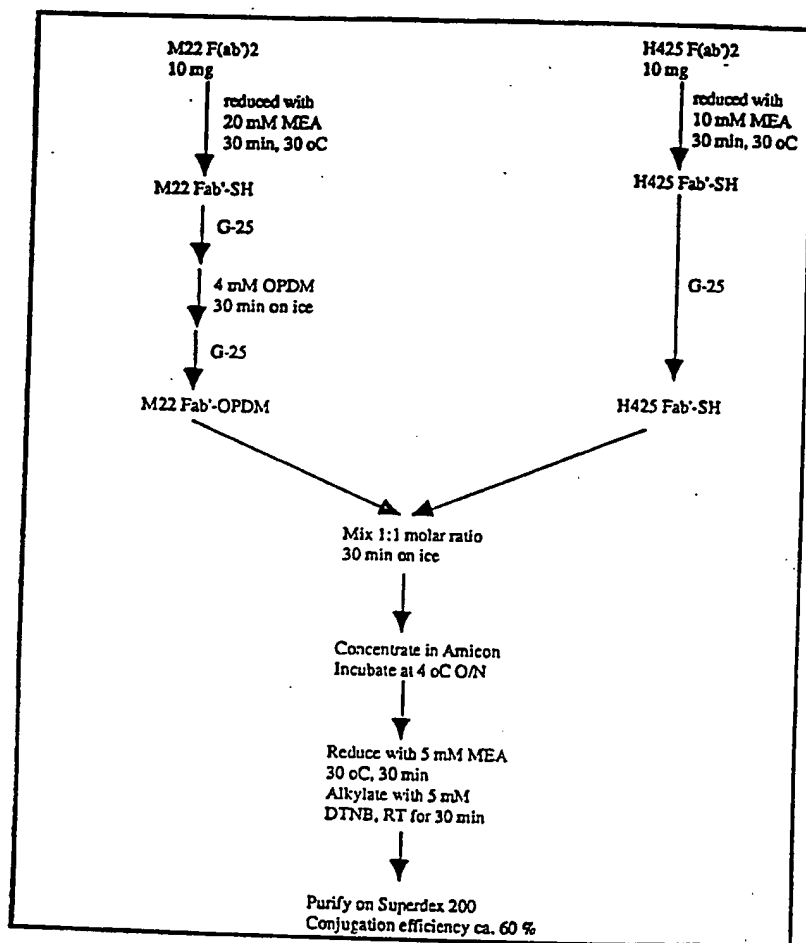 M22 F(ab')2
10 mg
reduced with
20 mM MEA
30 min, 30 oC
M22 Fab'-SH
G-25
4 mM OPDM
30 min on ice
G-25
M22 Fab'-OPDM
H425 F(ab')2
10 mg
reduced with
10 mM MEA
30 min, 30 oC
H425 Fab'-SH
G-25
H425 Fab'-SH
Mix 1:1 molar ratio
30 min on ice
Concentrate in Amicon
Incubate at 4 oC O/N
Reduce with 5 mM MEA
30 oC, 30 min
Alkylate with 5 mM
DTNB, RT for 30 min
Purify on Superdex 200
Conjugation efficiency ca. 60 %